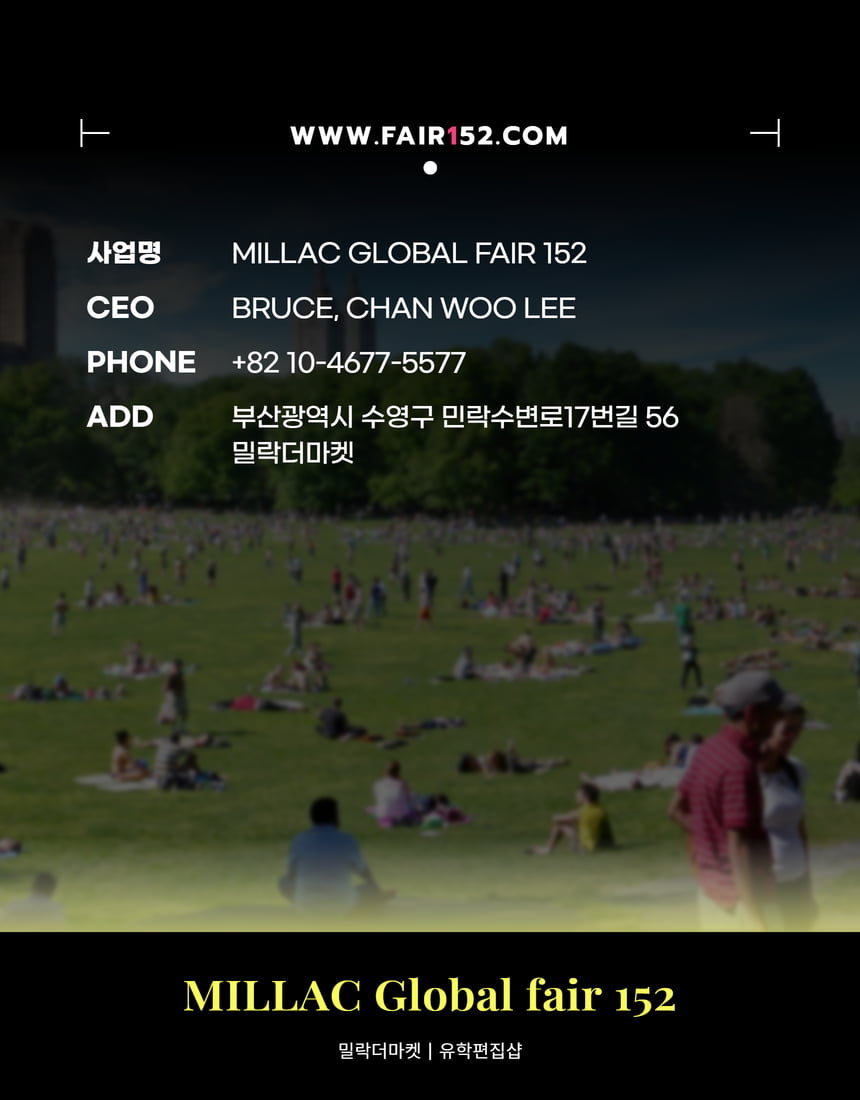 WWW.FAIR152.COM
사업명 MILLAC GLOBAL FAIR 152
CEO BRUCE, CHAN WOO LEE
PHONE +82 10-4677-5577
ADD 부산광역시 수영구 민락수변로17번길 56
밀락더마켓
MILLAC Global fair 152
밀락더마켓 | 유학편집샵